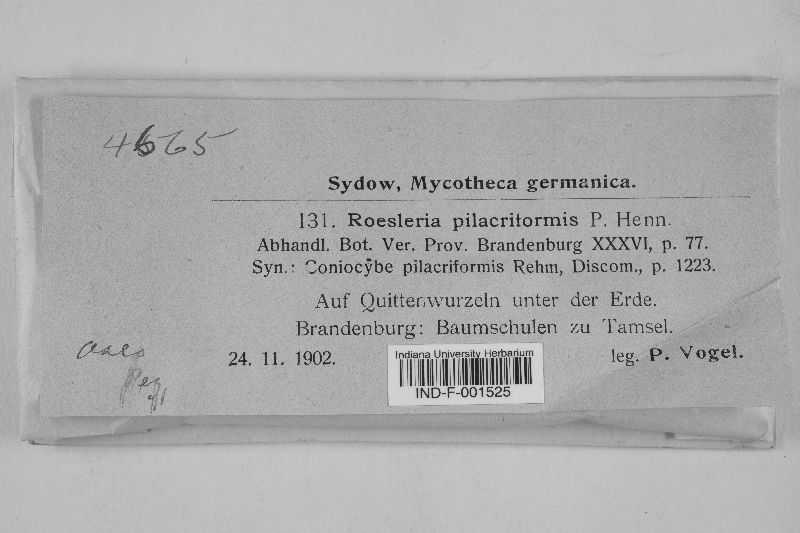 4665
Sydow, Mycotheca germanica.
131. Roesleria pilacriformis P. Henn.
Abhandl. Bot. Ver. Prov. Brandenburg XXXVI, p. 77.
Syn.: Coniocybe pilacriformis Rehm, Discom., p. 1223.
Auf Quittenwurzeln unter der Erde.
Brandenburg: Baumschulen zu Tamsel.
24. 11. 1902.
leg. P. Vogel.
Indiana University Herbarium
IND-F-001525